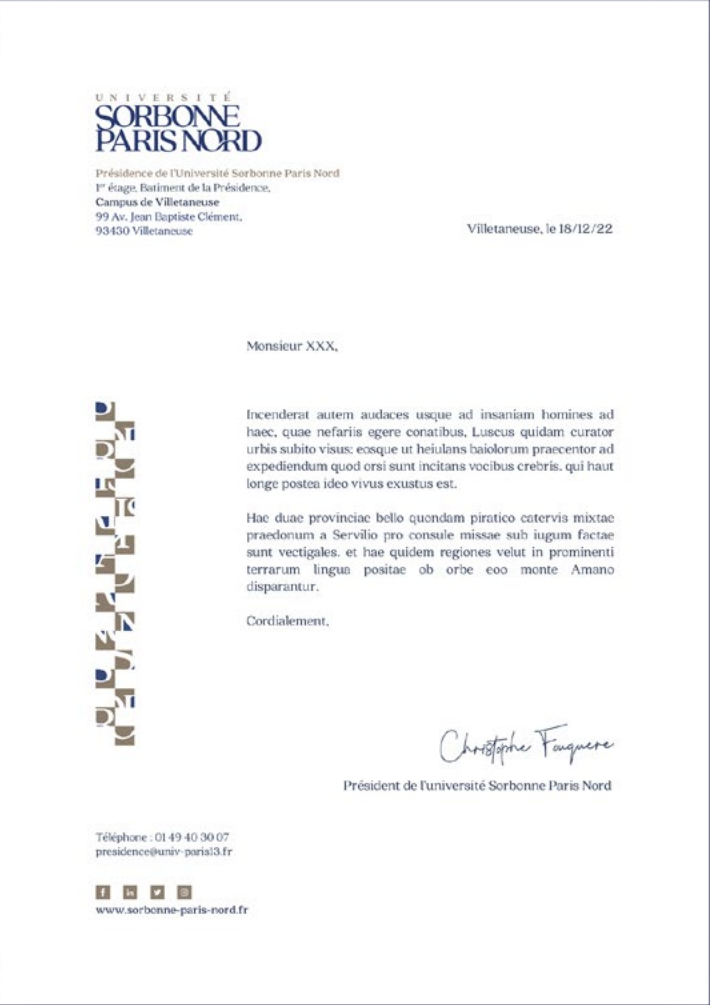 UNIVERSITÉ
SORBONNE
PARIS NORD
Présidence de l'Université Sorbonne Paris Nord
1er étage, Batiment de la Présidence,
Campus de Villetaneuse
99 Av. Jean Baptiste Clément,
93430 Villetaneuse
Villetaneuse, le 18/12/22
Monsieur XXX,
Incenderat autem audaces usque ad insaniam homines ad
haec, quae nefariis egere conatibus, Luscus quidam curator
urbis subito visus: eosque ut heiulans baiolorum praecentor ad
expediendum quod orsi sunt incitans vocibus crebris. qui haut
longe postea ideo vivus exustus est.
Hae duae provinciae bello quondam piratico catervis mixtae
praedonum a Servilio pro consule missae sub iugum factae
sunt vectigales. et hae quidem regiones velut in prominenti
terrarum lingua positae ob orbe eoo monte Amano
disparantur.
Cordialement,
Christophe Fouquere
Président de l'université Sorbonne Paris Nord
Téléphone : 01 49 40 30 07
presidence@univ-paris13.fr
www.sorbonne-paris-nord.fr